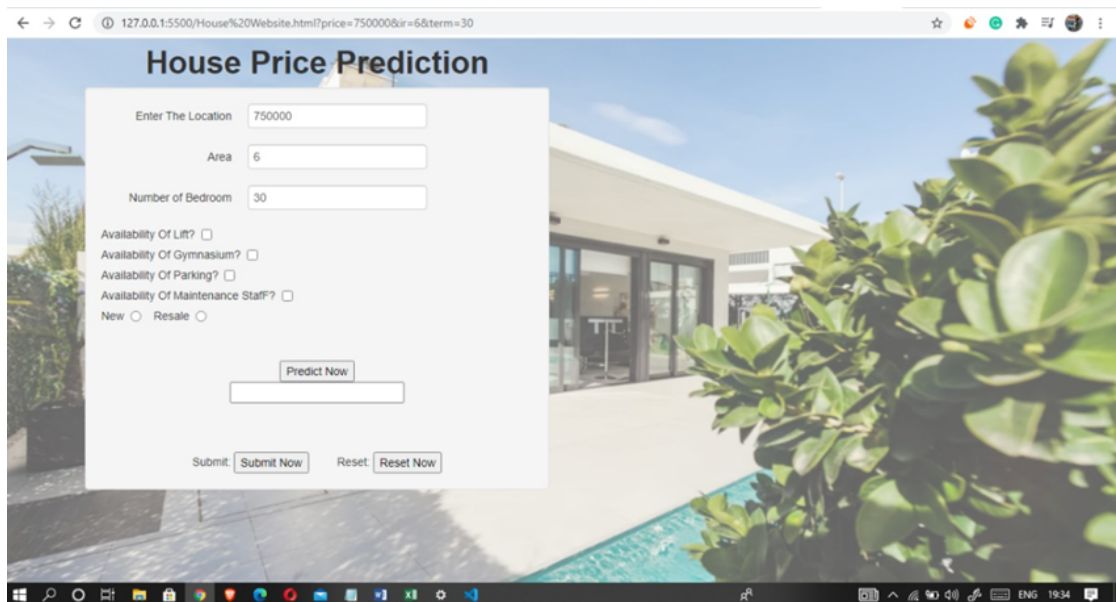 127.0.0.1:5500/House%20Website.html?price=750000&ir=6&term=30
House Price Prediction
Enter The Location 750000
Area 6
Number of Bedroom 30
Availability Of Lift?
Availability Of Gymnasium?
Availability Of Parking?
Availability Of Maintenance StafF?
New Resale
Predict Now
Submit: Submit Now Reset: Reset Now
ENG 19:34